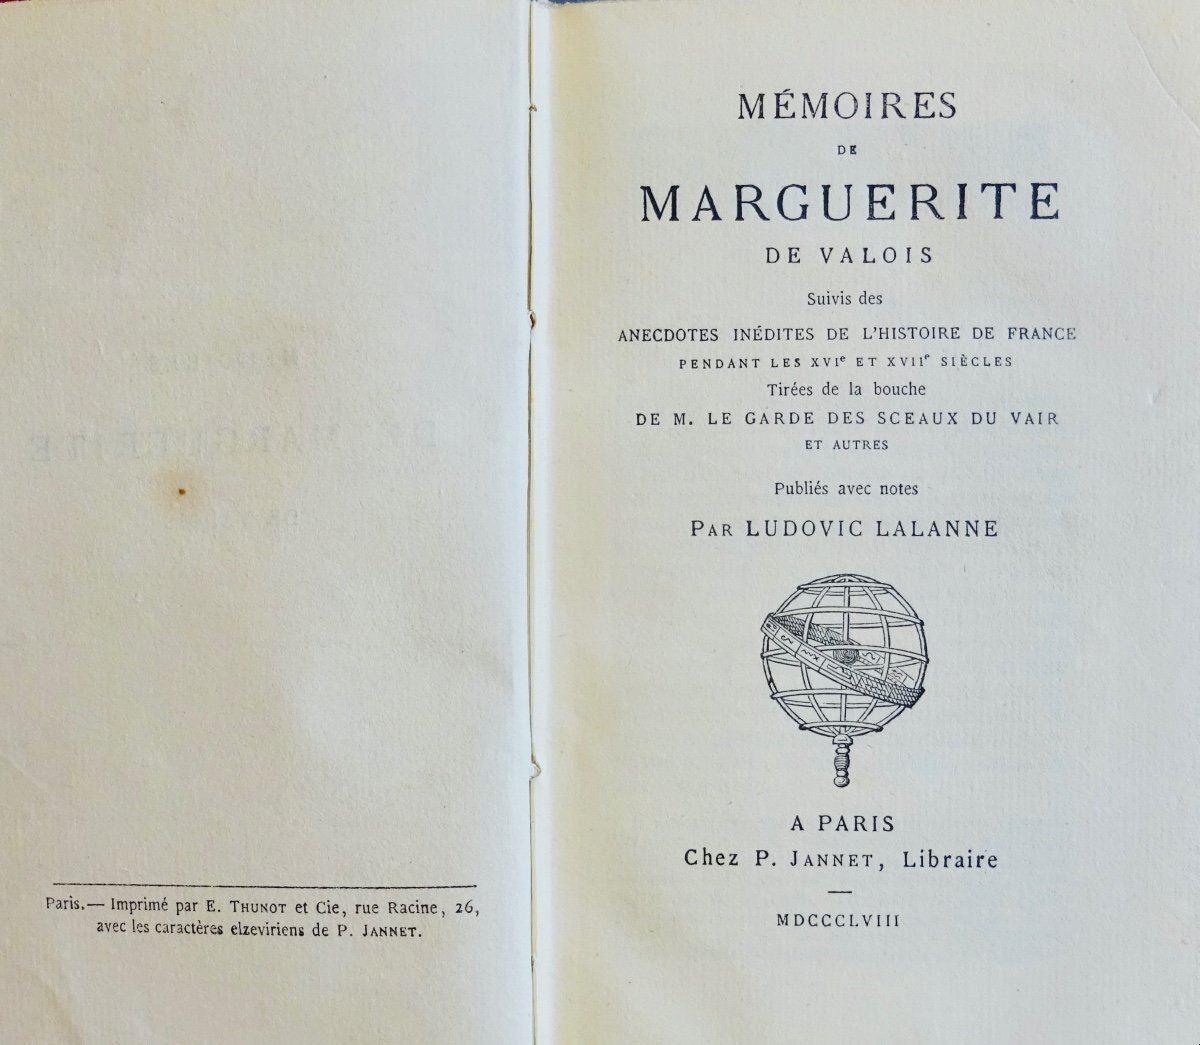 Paris.— Imprimé par E. THUNOT et Cie, rue Racine, 26,
avec les caractères elzeviriens de P. JANNET.
MÉMOIRES
DE
MARGUERITE
DE VALOIS
Suivis des
ANECDOTES INÉDITES DE L'HISTOIRE DE FRANCE
PENDANT LES XVIe ET XVIIe SIÈCLES
Tirées de la bouche
DE M. LE GARDE DES SCEAUX DU VAIR
ET AUTRES
Publiés avec notes
PAR LUDOVIC LALANNE
A PARIS
Chez P. JANNET, Libraire
—
MDCCCLVIII